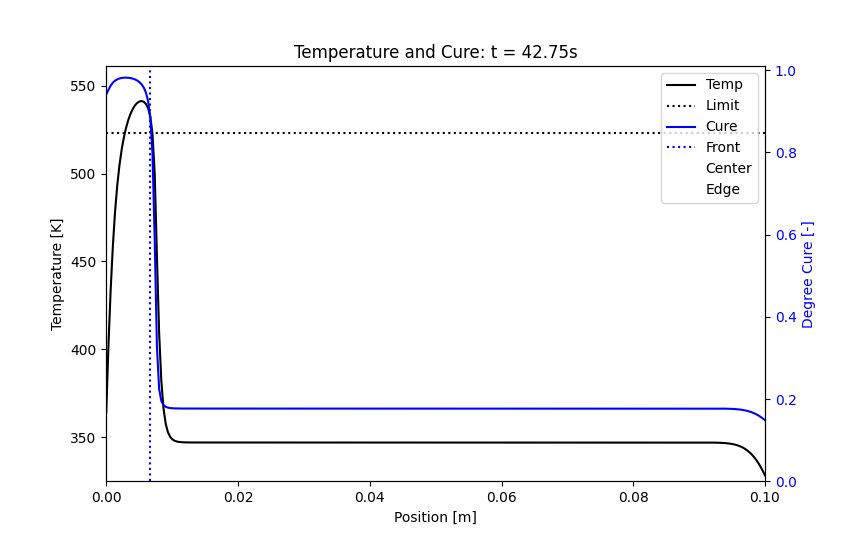 Temperature and Cure: t = 42.75s
Temperature [K]
550
500
450
400
350
Temp
Limit
Cure
Front
Center
Edge
1.0
0.8
0.6
0.4
0.2
0.0
Degree Cure [-]
0.00 0.02 0.04 0.06 0.08 0.10
Position [m]